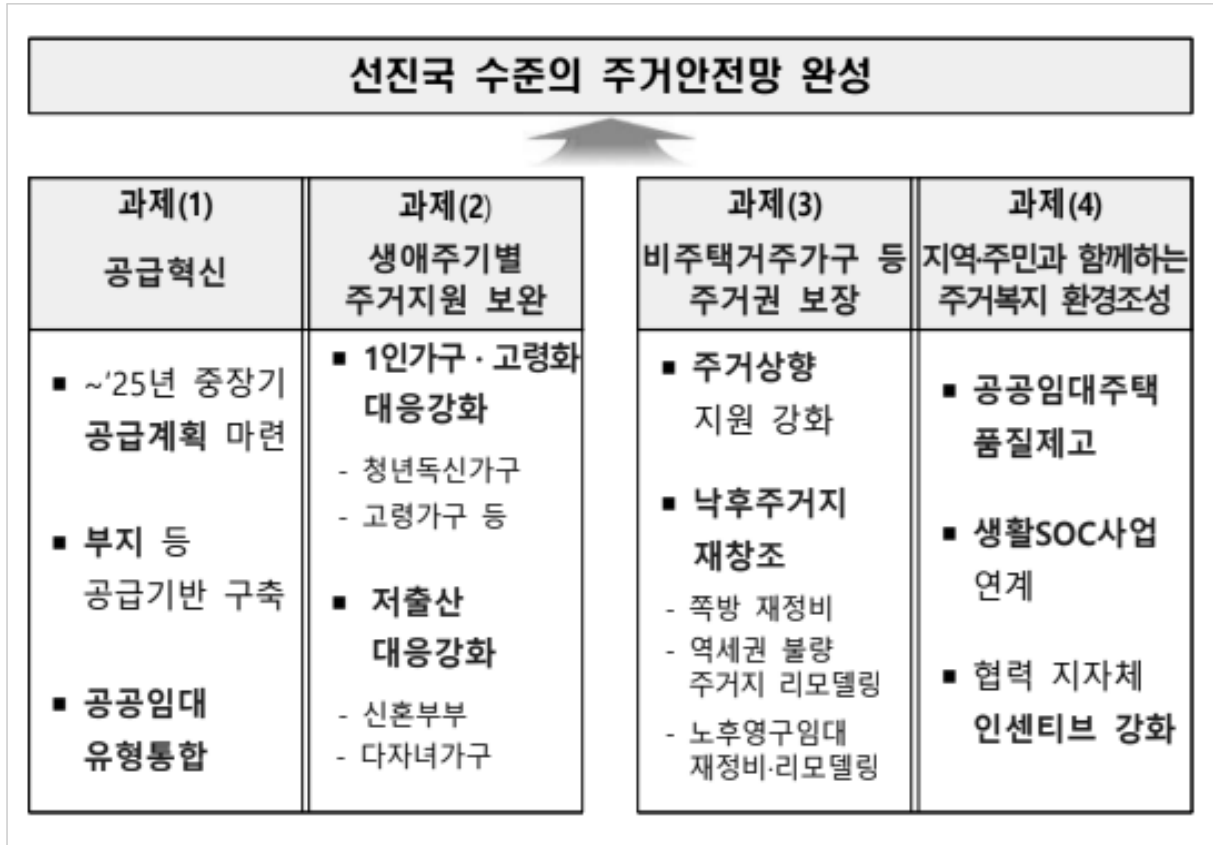 선진국 수준의 주거안전망 완성
과제(1)
공급혁신
■ ~'25년 중장기
공급계획 마련
■ 부지 등
공급기반 구축
■ 공공임대
유형통합
과제(2)
생애주기별
주거지원 보완
■ 1인가구 · 고령화
대응강화
- 청년독신가구
- 고령가구 등
■ 저출산
대응강화
- 신혼부부
- 다자녀가구
과제(3)
비주택거주가구 등
주거권 보장
■ 주거상향
지원 강화
■ 낙후주거지
재창조
- 쪽방 재정비
- 역세권 불량
주거지 리모델링
- 노후영구임대
재정비·리모델링
과제(4)
지역·주민과 함께하는
주거복지 환경조성
■ 공공임대주택
품질제고
■ 생활SOC사업
연계
■ 협력 지자체
인센티브 강화